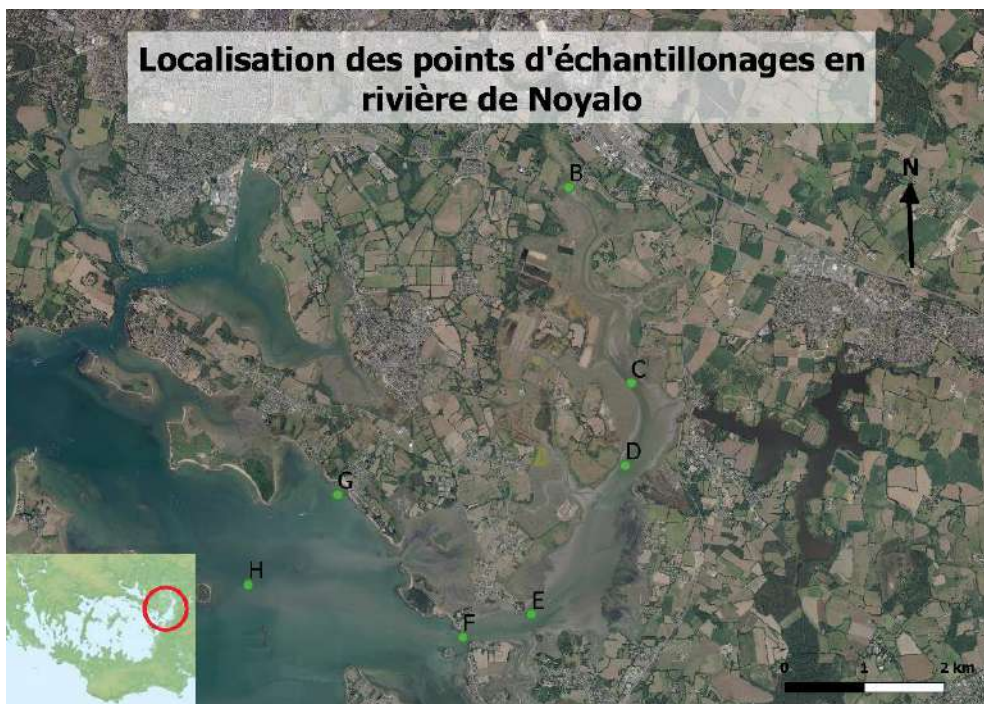 Localisation des points d'échantillonages en
rivière de Noyalo
B
N
C
D
G
H
E
F
0 1 2 km